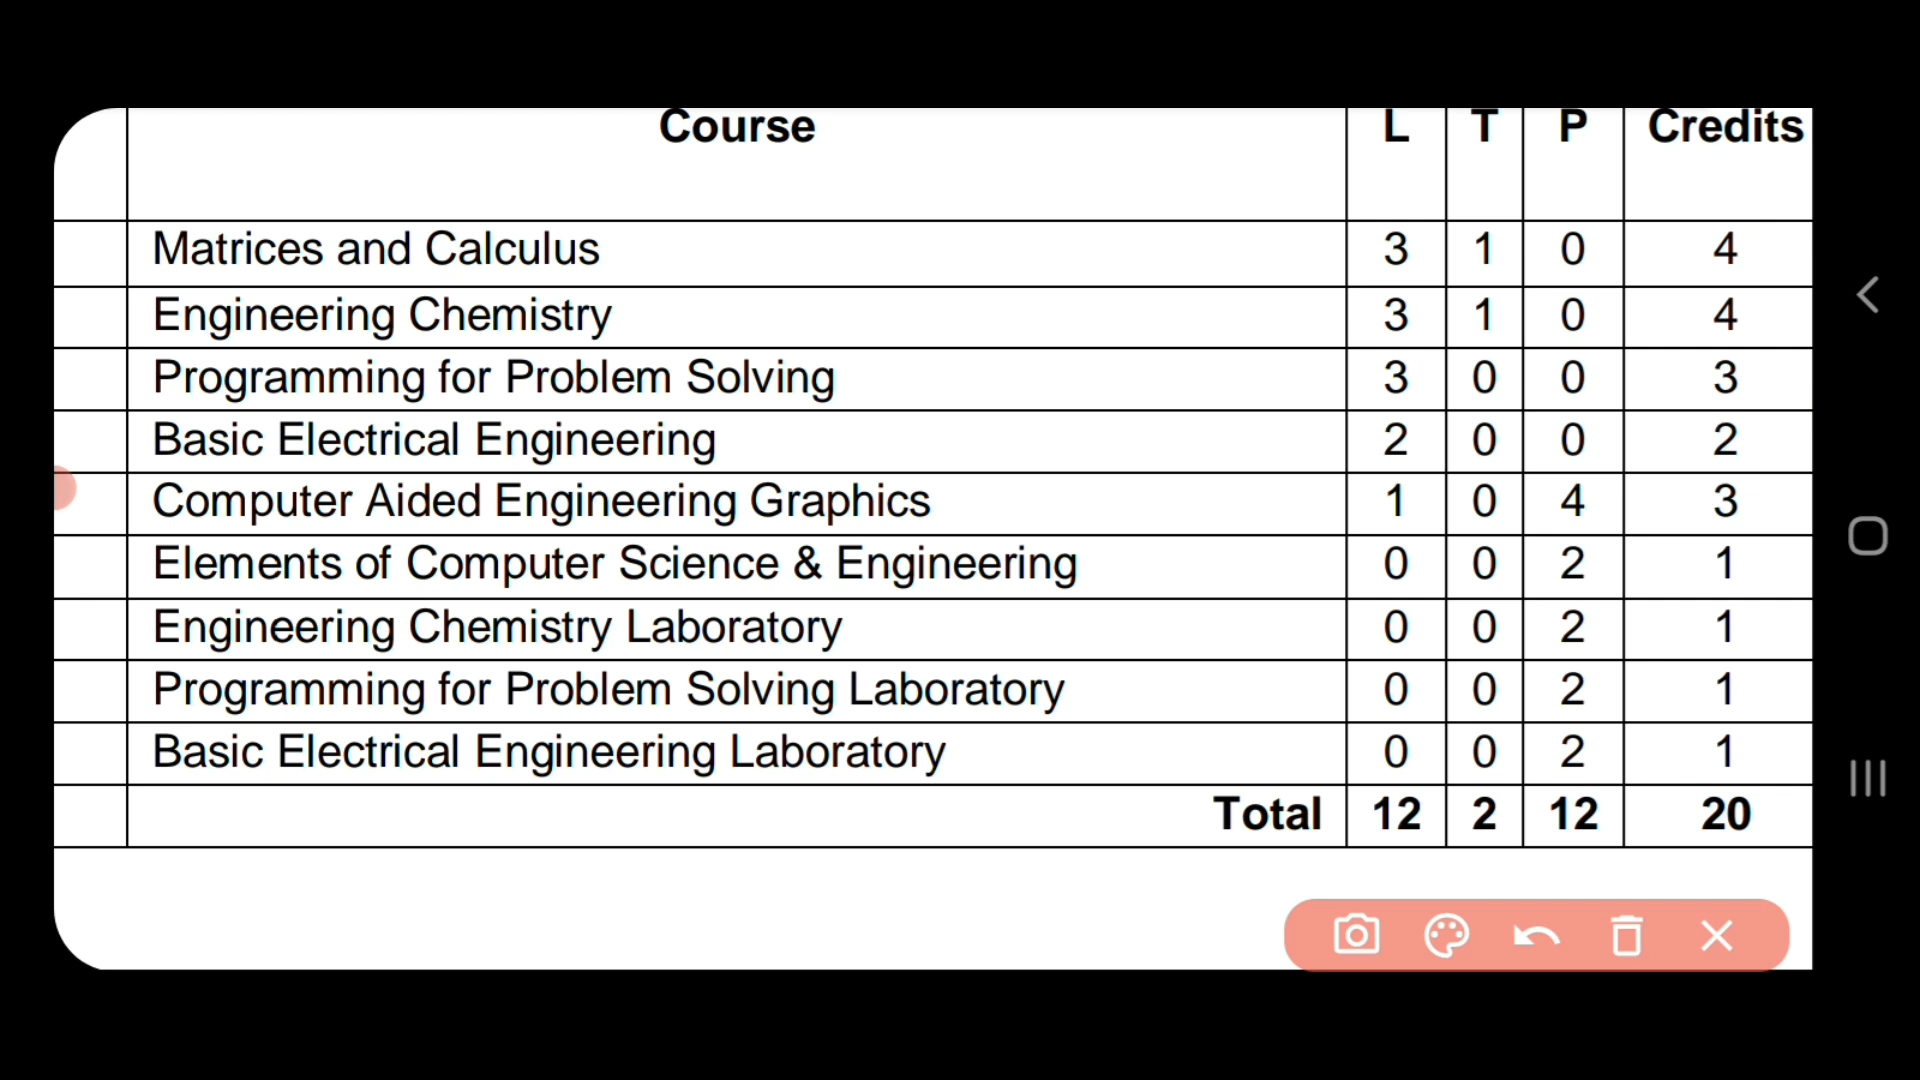 Course L T P Credits
Matrices and Calculus 3 1 0 4
Engineering Chemistry 3 1 0 4
Programming for Problem Solving 3 0 0 3
Basic Electrical Engineering 2 0 0 2
Computer Aided Engineering Graphics 1 0 4 3
Elements of Computer Science & Engineering 0 0 2 1
Engineering Chemistry Laboratory 0 0 2 1
Programming for Problem Solving Laboratory 0 0 2 1
Basic Electrical Engineering Laboratory 0 0 2 1
Total 12 2 12 20